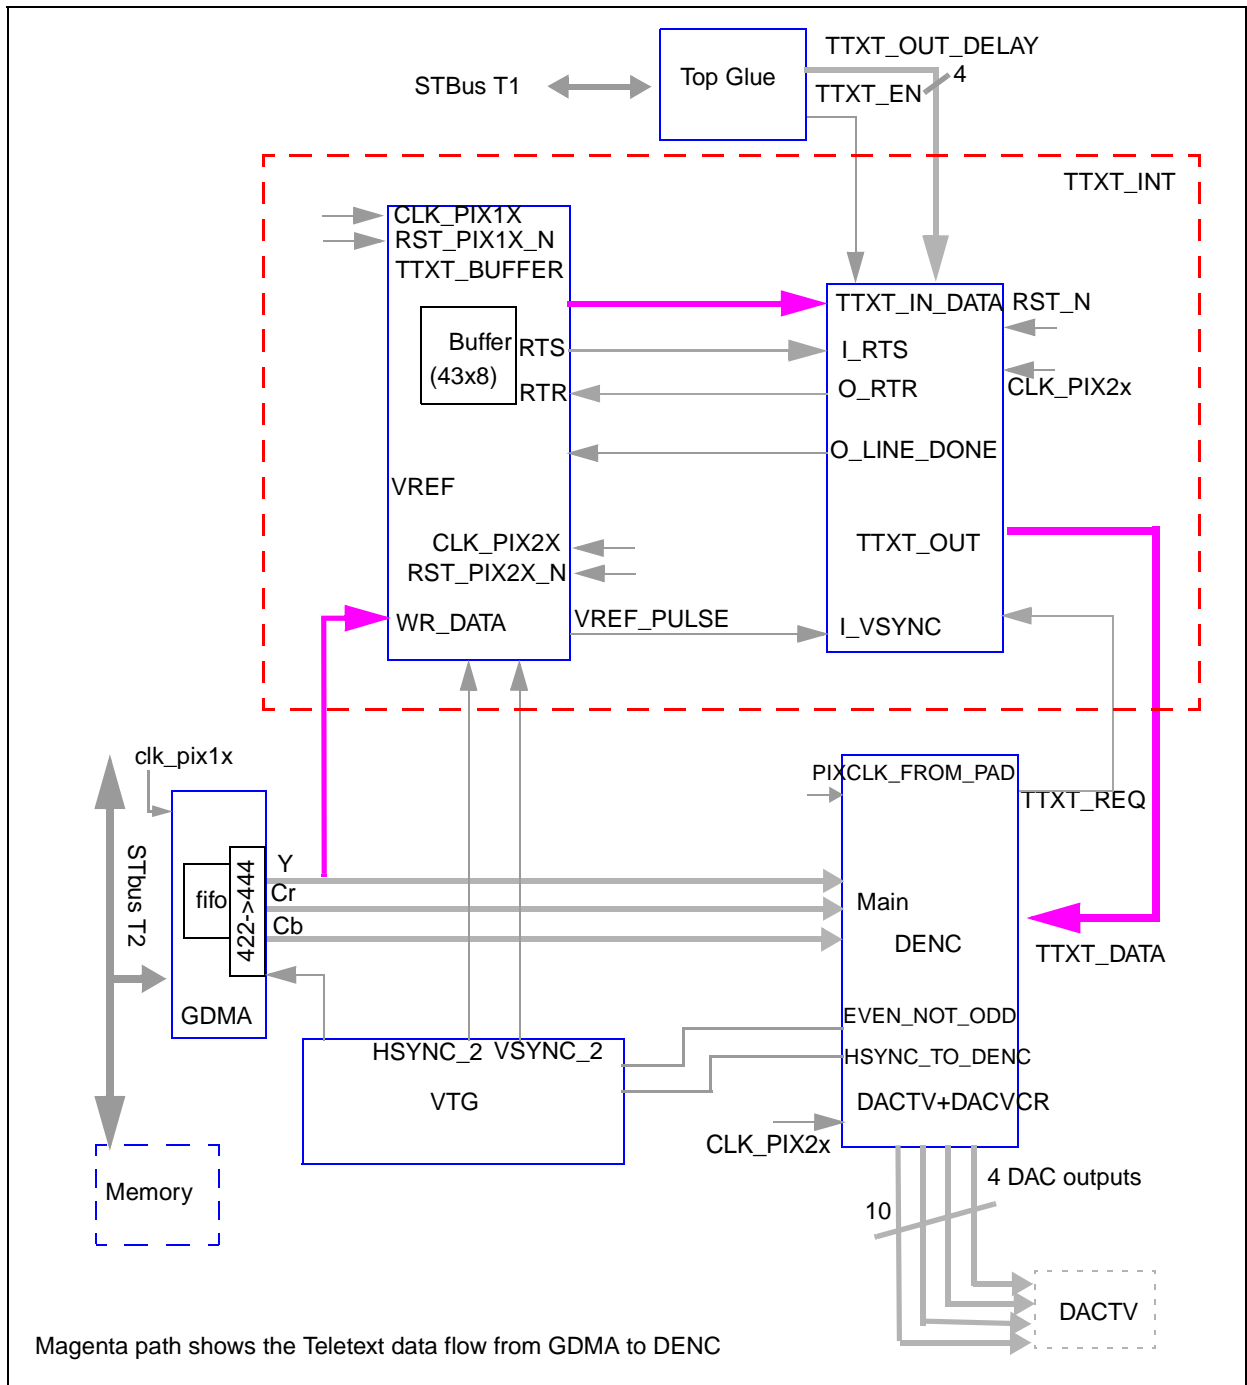 TTXT_OUT_DELAY
4
STBus T1
Top Glue
TTXT_EN
TTXT_INT
CLK_PIX1X
RST_PIX1X_N
TTXT_BUFFER
Buffer
(43x8)
RTS
RTR
VREF
CLK_PIX2X
RST_PIX2X_N
WR_DATA
VREF_PULSE
TTXT_IN_DATA
RST_N
I_RTS
O_RTR
CLK_PIX2x
O_LINE_DONE
TTXT_OUT
I_VSYNC
clk_pix1x
STbus T2
fifo
422->444
GDMA
Y
Cr
Cb
PIXCLK_FROM_PAD
TTXT_REQ
Main
DENC
TTXT_DATA
EVEN_NOT_ODD
HSYNC_TO_DENC
DACTV+DACVCR
HSYNC_2
VSYNC_2
VTG
CLK_PIX2x
Memory
4 DAC outputs
10
DACTV
Magenta path shows the Teletext data flow from GDMA to DENC